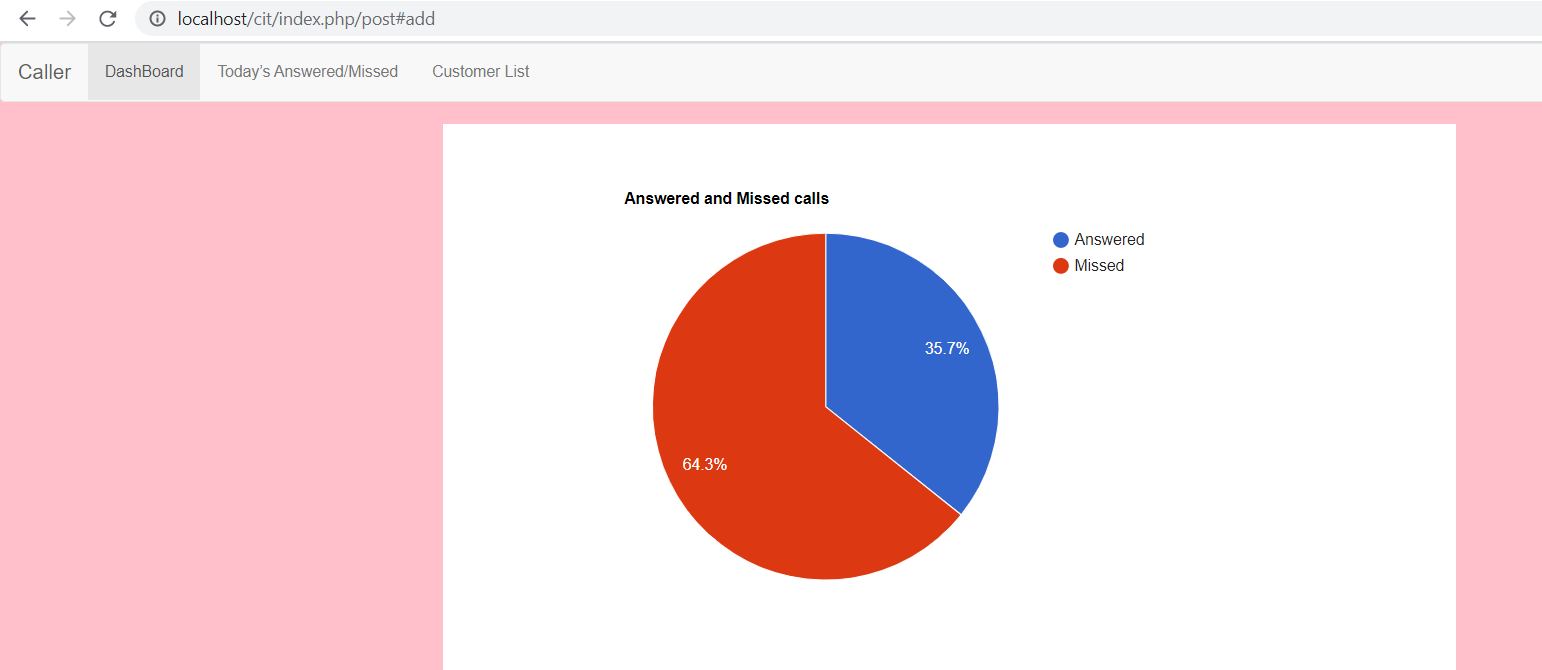 localhost/cit/index.php/post#add
Caller DashBoard Today’s Answered/Missed Customer List
Answered and Missed calls
Answered
Missed
35.7%
64.3%